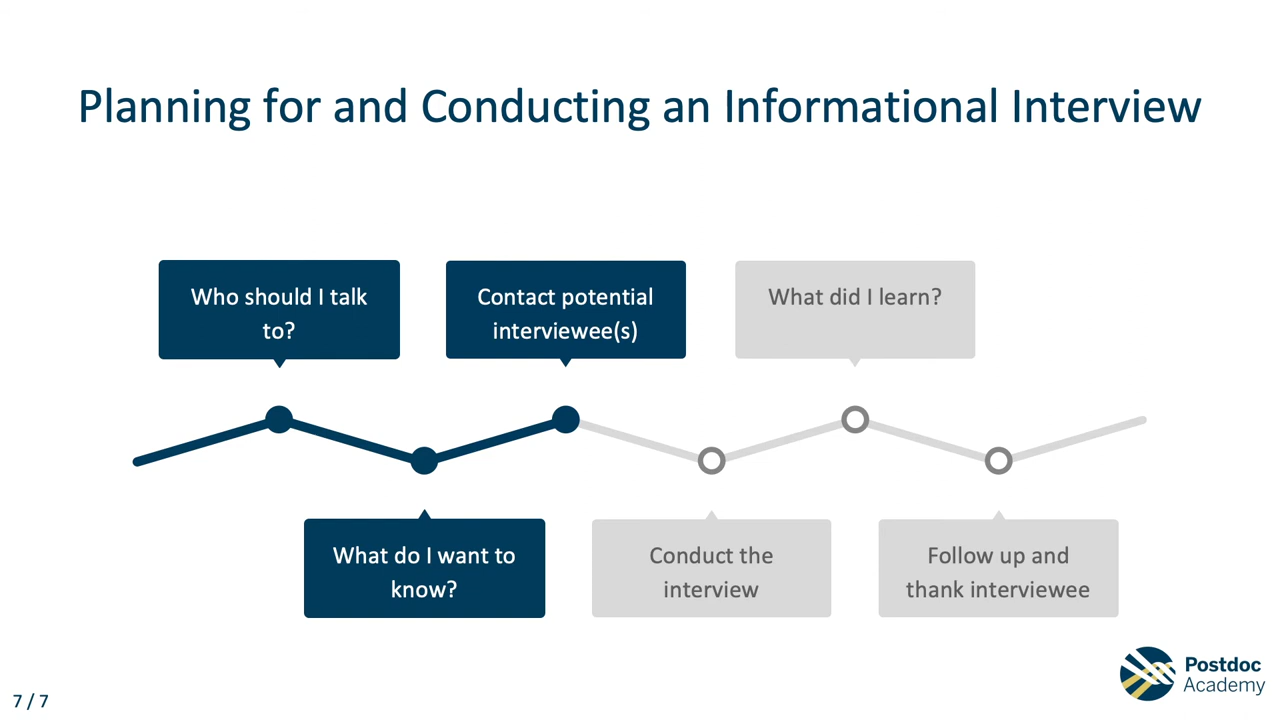 Planning for and Conducting an Informational Interview
Who should I talk
to?
Contact potential
interviewee(s)
What did I learn?
What do I want to
know?
Conduct the
interview
Follow up and
thank interviewee
Postdoc
Academy
7 / 7